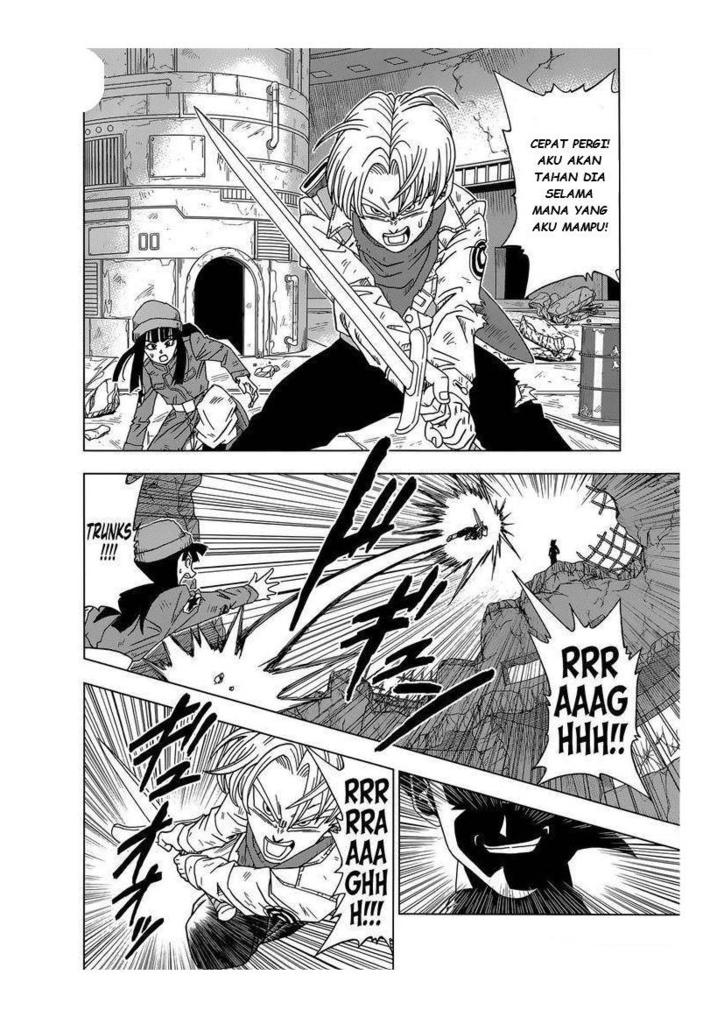 CEPAT PERGI!
AKU AKAN
TAHAN DIA
SELAMA
MANA YANG
AKU MAMPU!
TRUNKS
!!!!
ドン
ギュン
RRR
AAAG
HHH!!
ギュオオッ
RRR
RRA
AAA
GHH
H!!!